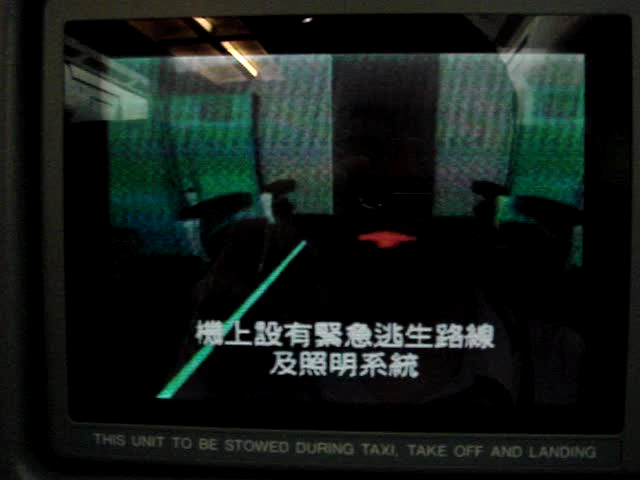 機上設有緊急逃生路線
及照明系統
THIS UNIT TO BE STOWED DURING TAXI, TAKE OFF AND LANDING